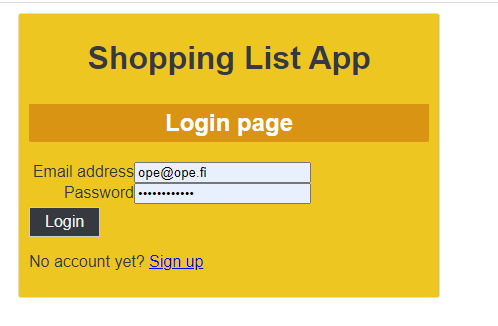 Shopping List App
Login page
Email address ope@ope.fi
Password ••••••••••••
Login
No account yet? Sign up